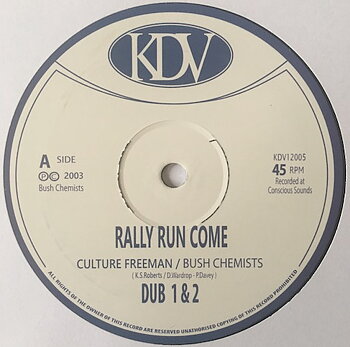 KDV
A SIDE
Ⓟ © 2003
Bush Chemists
KDV12005
45 RPM
Recorded at
Conscious Sounds
RALLY RUN COME
CULTURE FREEMAN / BUSH CHEMISTS
( K.S.Roberts / D.Wardrop - P.Davey )
DUB 1 & 2
ALL RIGHTS OF THE OWNER OF THIS RECORD ARE RESERVED UNAUTHORISED COPYING OF THIS RECORD PROHIBITED